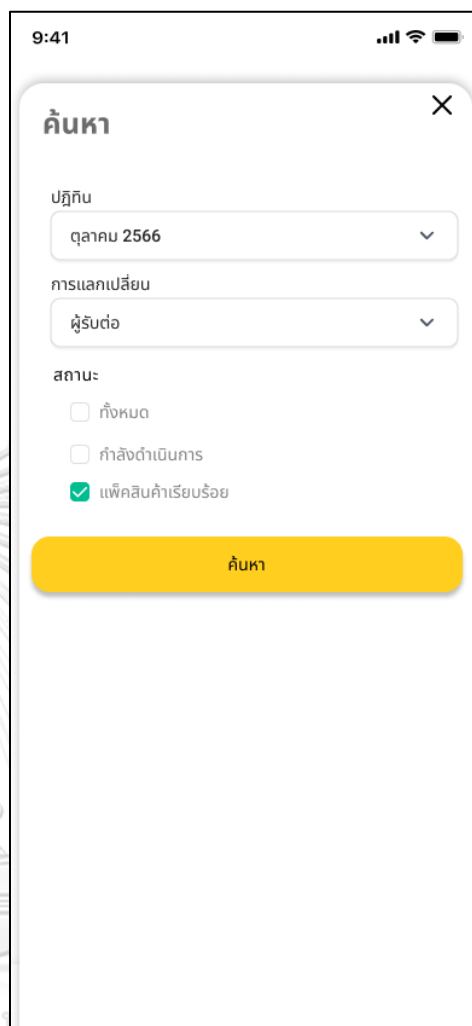 9:41
ค้นหา
ปฎิทิน
ตุลาคม 2566
การแลกเปลี่ยน
ผู้รับต่อ
สถานะ
ทั้งหมด
กำลังดำเนินการ
แพ็คสินค้าเรียบร้อย
ค้นหา